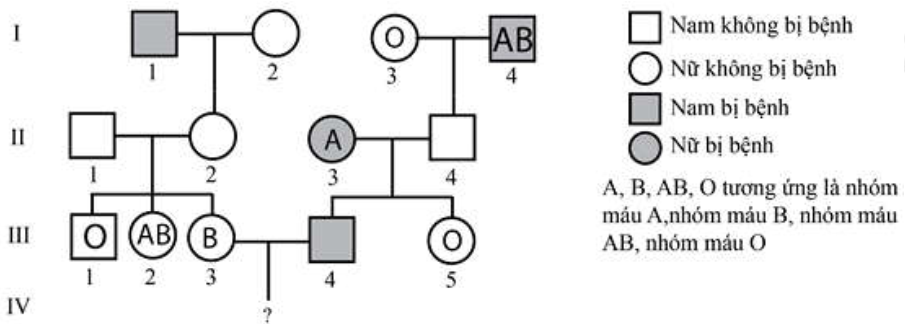 I
1
2
O
3
AB
4
II
1
2
A
3
4
III
O
1
AB
2
B
3
4
O
5
IV
?
Nam không bị bệnh
Nữ không bị bệnh
Nam bị bệnh
Nữ bị bệnh
A, B, AB, O tương ứng là nhóm
máu A,nhóm máu B, nhóm máu
AB, nhóm máu O